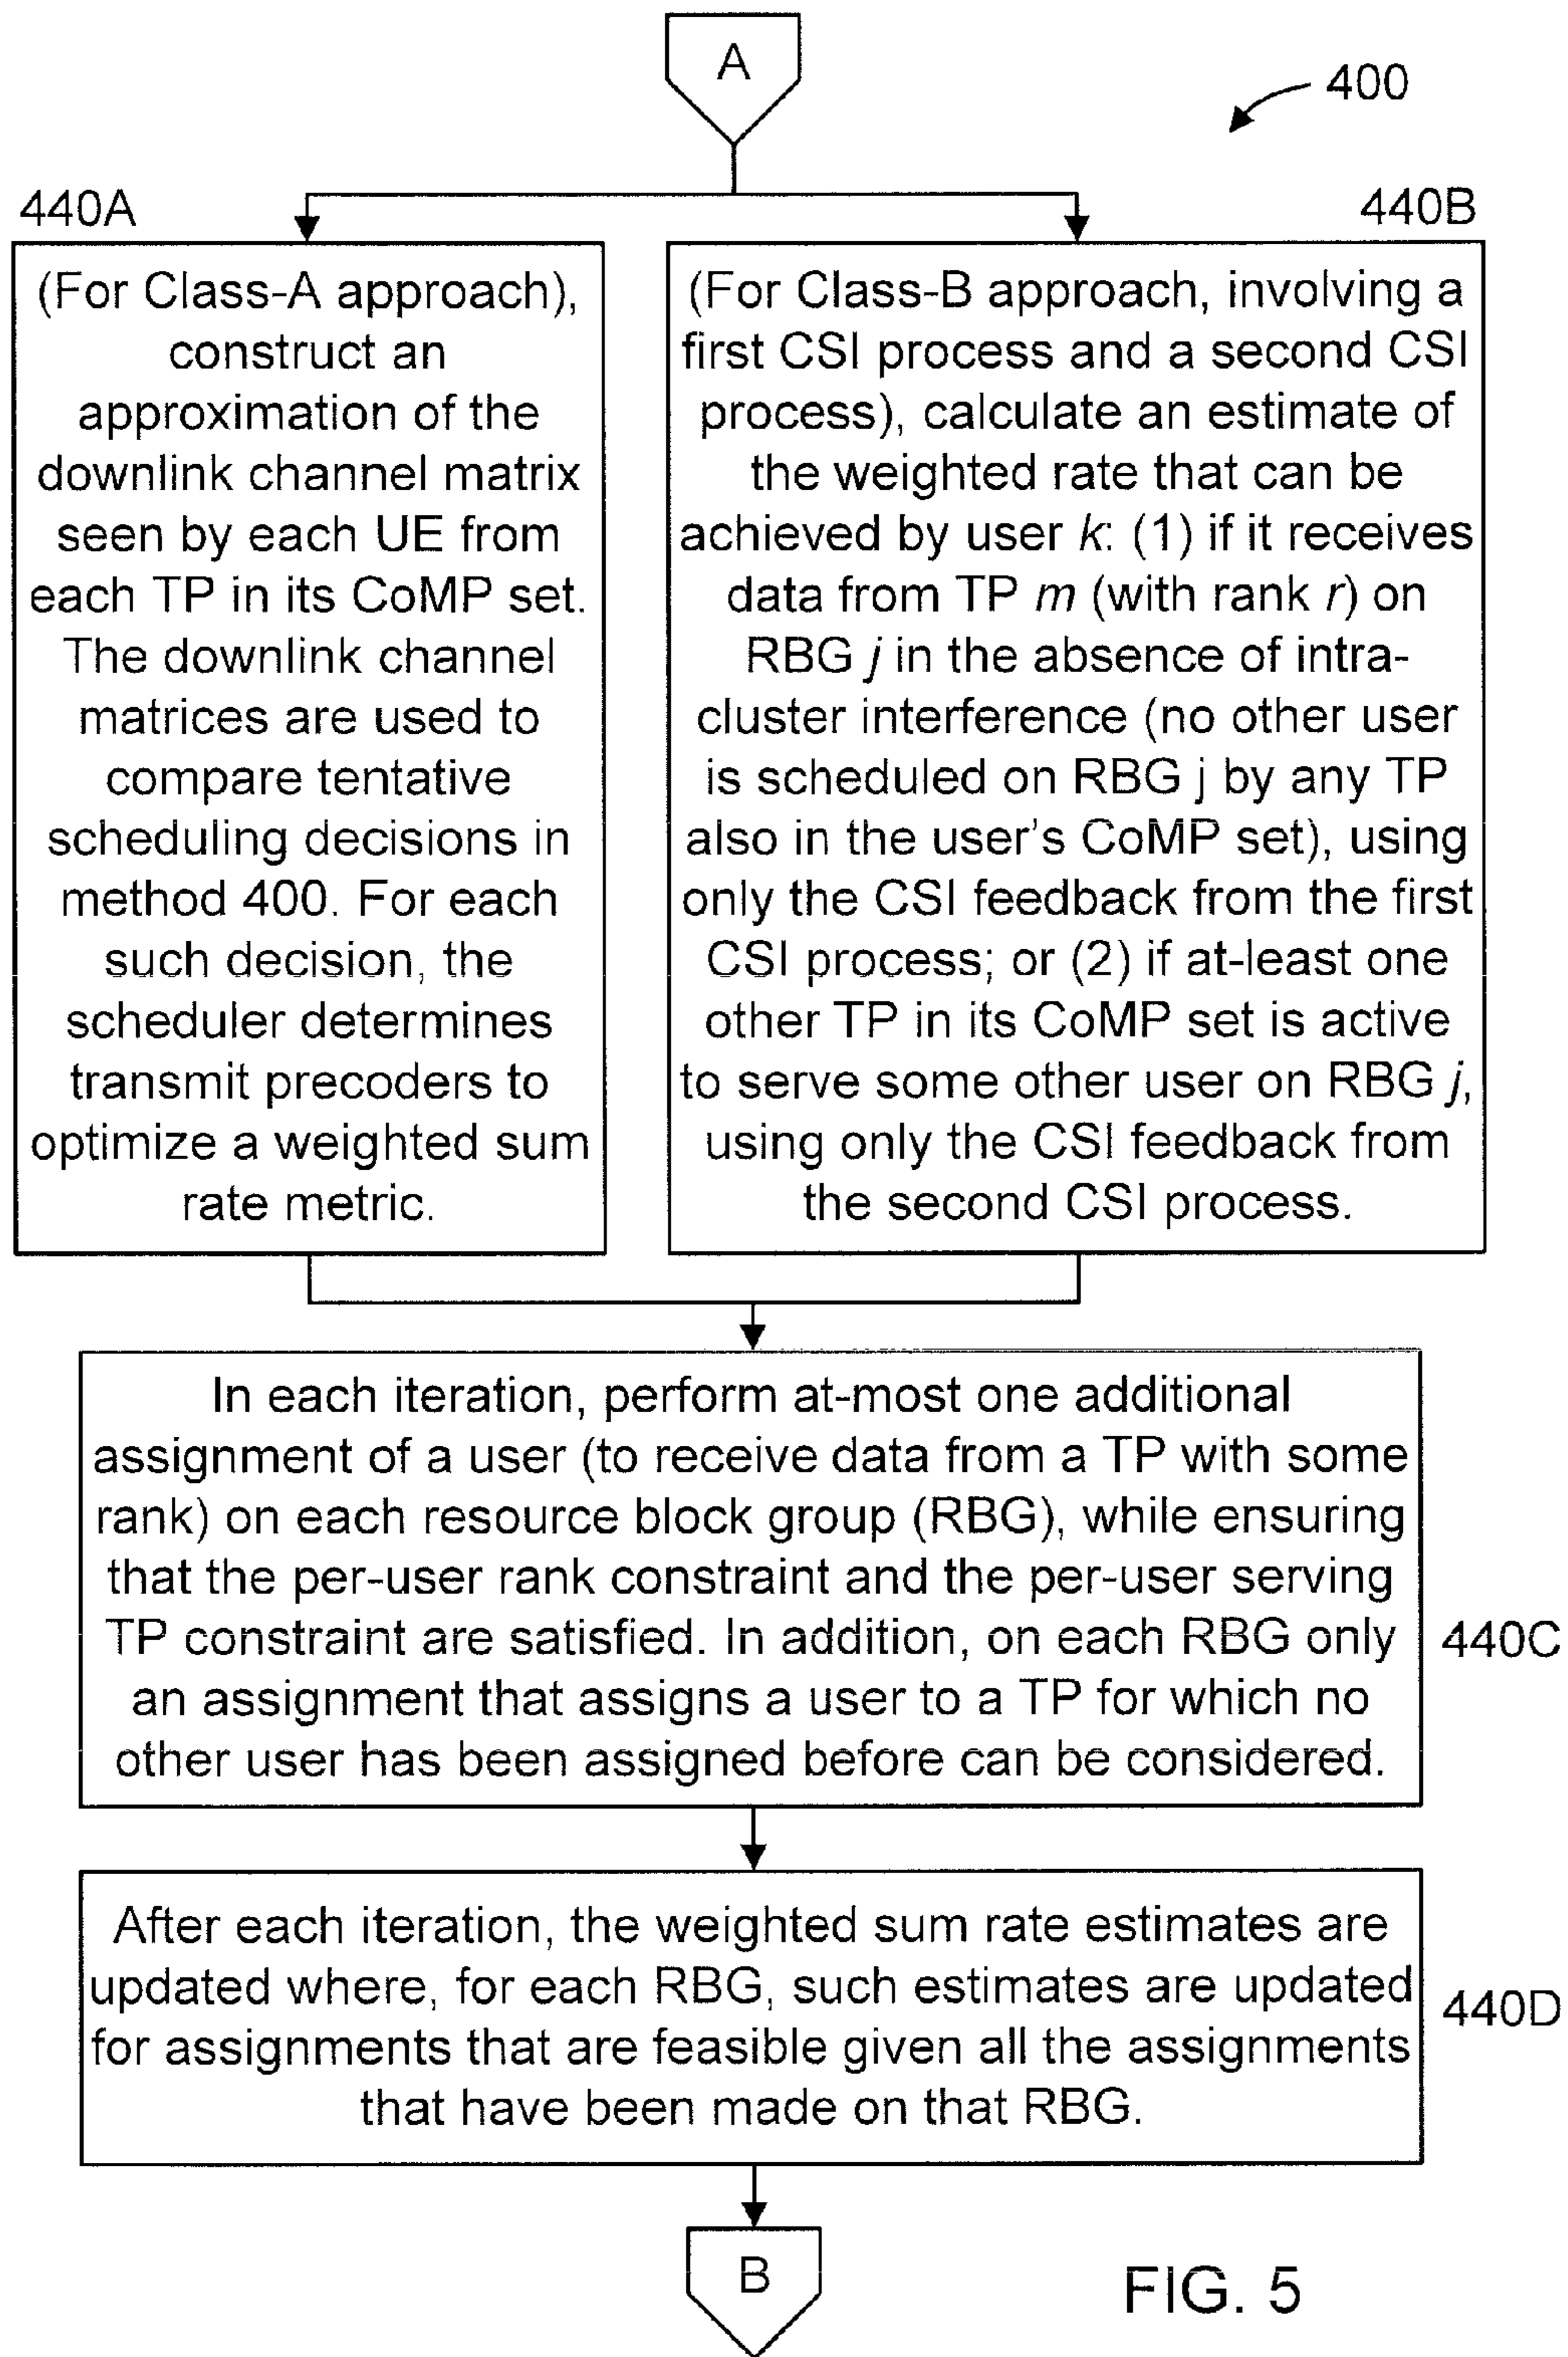 A
400
440A
(For Class-A approach),
construct an
approximation of the
downlink channel matrix
seen by each UE from
each TP in its CoMP set.
The downlink channel
matrices are used to
compare tentative
scheduling decisions in
method 400. For each
such decision, the
scheduler determines
transmit precoders to
optimize a weighted sum
rate metric.
440B
(For Class-B approach, involving a
first CSI process and a second CSI
process), calculate an estimate of
the weighted rate that can be
achieved by user k: (1) if it receives
data from TP m (with rank r) on
RBG j in the absence of intra-
cluster interference (no other user
is scheduled on RBG j by any TP
also in the user's CoMP set), using
only the CSI feedback from the first
CSI process; or (2) if at-least one
other TP in its CoMP set is active
to serve some other user on RBG j,
using only the CSI feedback from
the second CSI process.
In each iteration, perform at-most one additional
assignment of a user (to receive data from a TP with some
rank) on each resource block group (RBG), while ensuring
that the per-user rank constraint and the per-user serving
TP constraint are satisfied. In addition, on each RBG only
an assignment that assigns a user to a TP for which no
other user has been assigned before can be considered.
440C
After each iteration, the weighted sum rate estimates are
updated where, for each RBG, such estimates are updated
for assignments that are feasible given all the assignments
that have been made on that RBG.
440D
B
FIG. 5